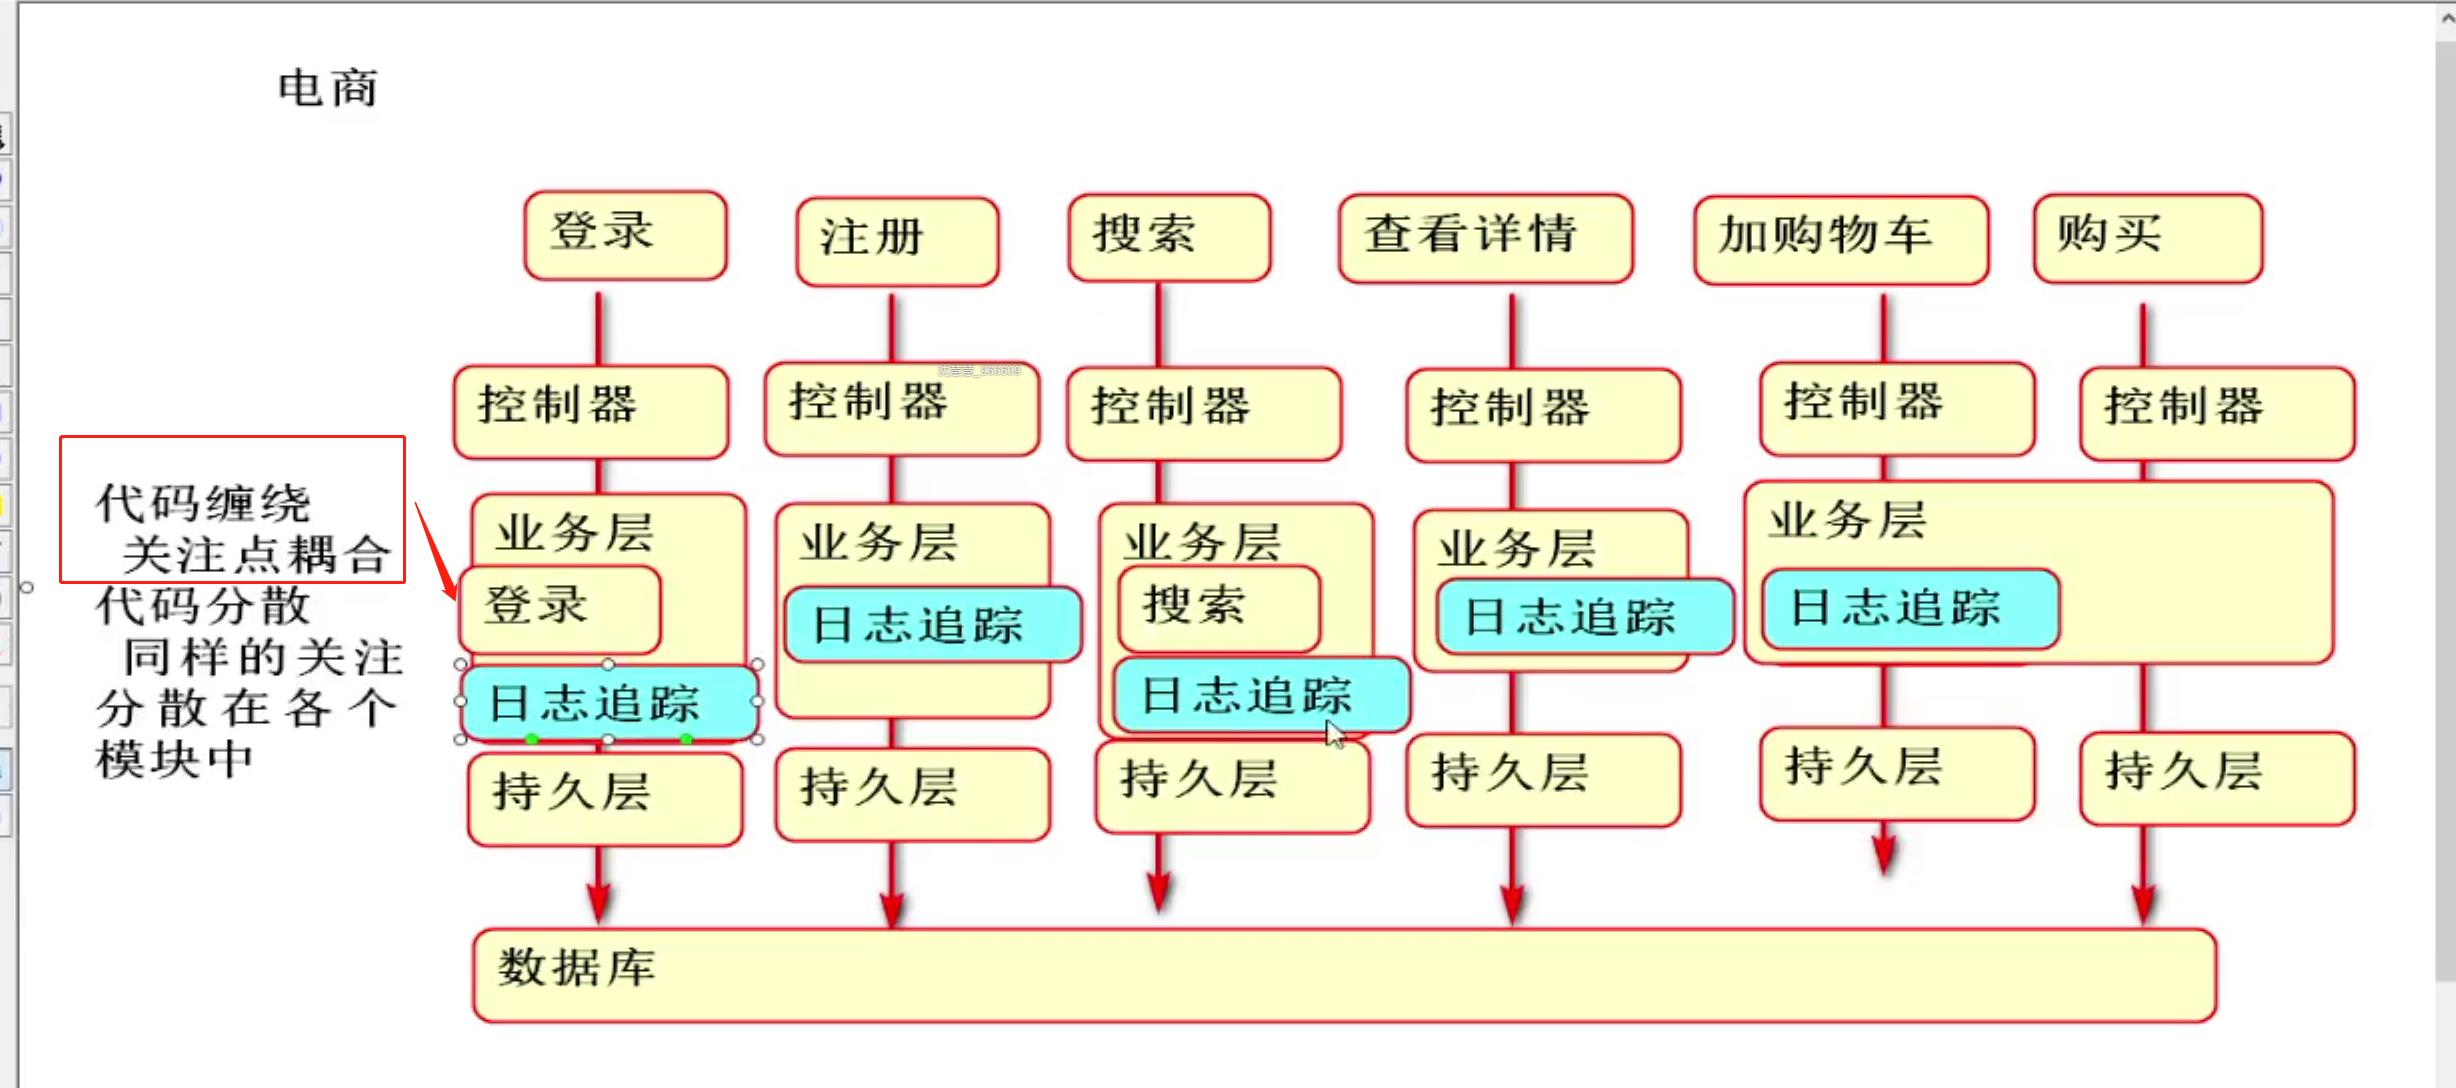 电商
登录
注册
搜索
查看详情
加购物车
购买
控制器
控制器
控制器
控制器
控制器
控制器
代码缠绕
关注点耦合
代码分散
同样的关注
分散在各个
模块中
业务层
登录
日志追踪
业务层
日志追踪
业务层
搜索
日志追踪
业务层
日志追踪
业务层
日志追踪
持久层
持久层
持久层
持久层
持久层
持久层
数据库